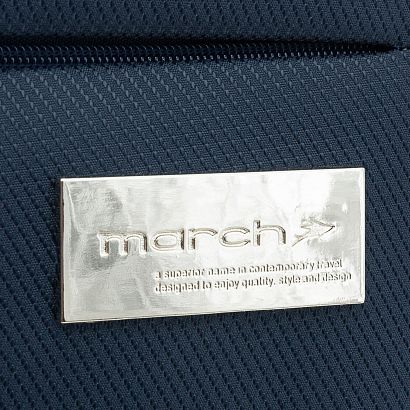 march
a superior name in contemporary travel
designed to enjoy quality. style and design